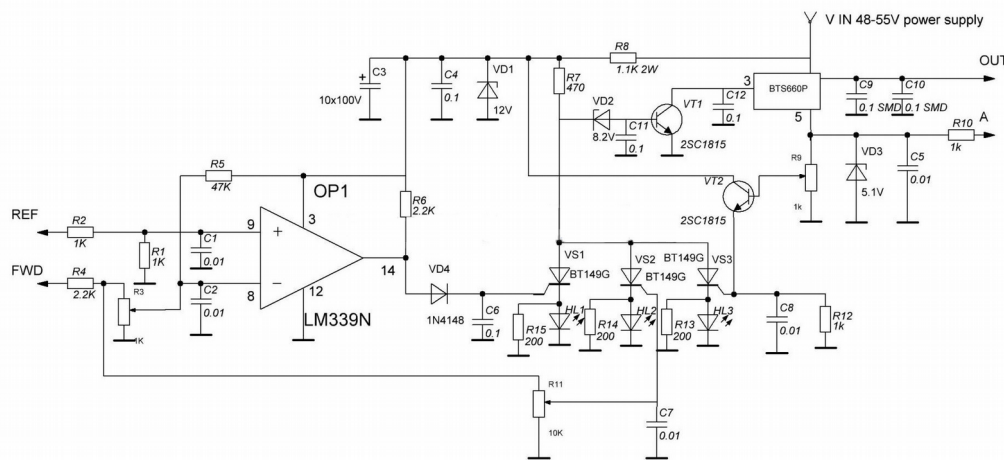 V IN 48-55V power supply
R8
1.1K 2W
C3
+
10x100V
C4
0.1
VD1
12V
R7
470
VD2
8.2V
C11
0.1
VT1
2SC1815
C12
0.1
3
BTS660P
5
C9
0.1 SMD
C10
0.1 SMD
OUT
R10
1k
A
R9
1k
VD3
5.1V
C5
0.01
VT2
2SC1815
R5
47K
OP1
R6
2.2K
REF
R2
1K
R1
1K
C1
0.01
9
+
3
14
FWD
R4
2.2K
R3
1K
C2
0.01
8
−
12
LM339N
VD4
1N4148
C6
0.1
VS1
BT149G
VS2
BT149G
VS3
R15
200
HL1
R14
200
HL2
R13
200
HL3
C8
0.01
R12
1k
R11
10K
C7
0.01